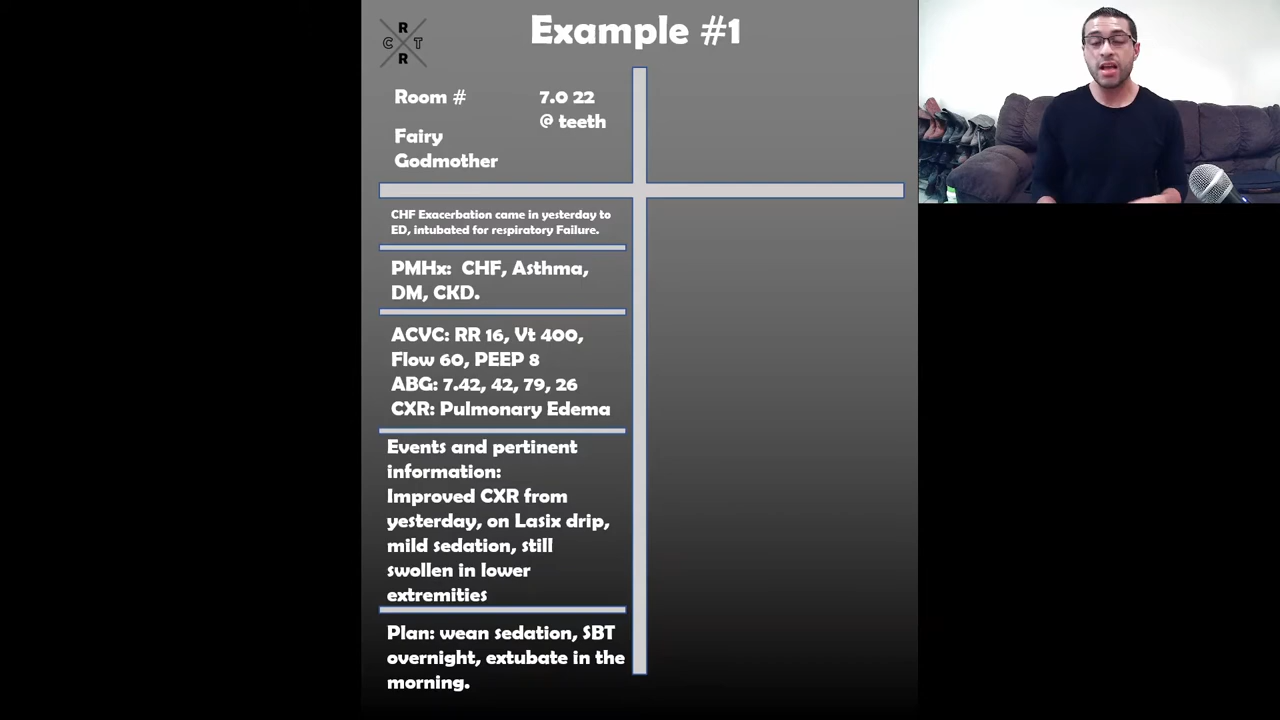 R
C T
R
Example #1
Room #
7.0 22
@ teeth
Fairy
Godmother
CHF Exacerbation came in yesterday to
ED, intubated for respiratory Failure.
PMHx: CHF, Asthma,
DM, CKD.
ACVC: RR 16, Vt 400,
Flow 60, PEEP 8
ABG: 7.42, 42, 79, 26
CXR: Pulmonary Edema
Events and pertinent
information:
Improved CXR from
yesterday, on Lasix drip,
mild sedation, still
swollen in lower
extremities
Plan: wean sedation, SBT
overnight, extubate in the
morning.